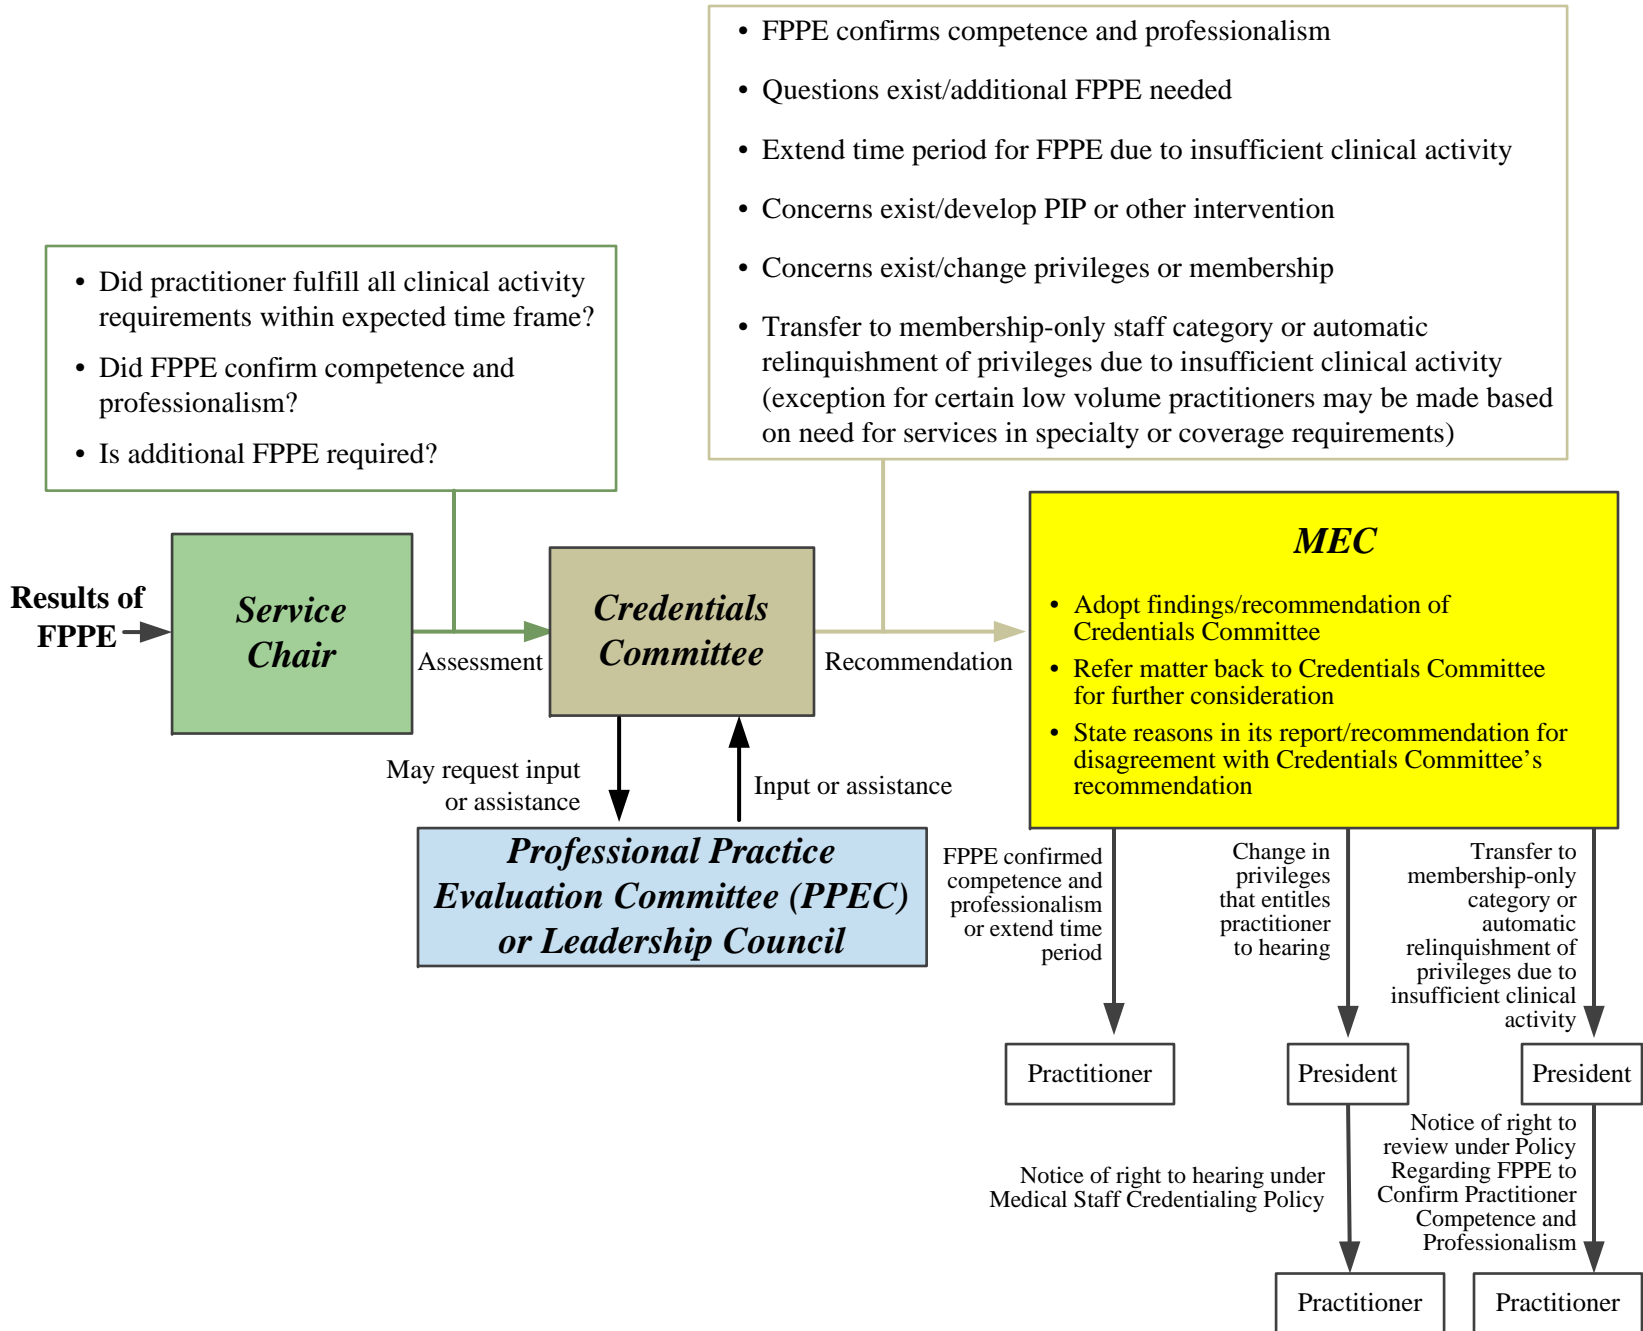 • FPPE confirms competence and professionalism
• Questions exist/additional FPPE needed
• Extend time period for FPPE due to insufficient clinical activity
• Concerns exist/develop PIP or other intervention
• Concerns exist/change privileges or membership
• Transfer to membership-only staff category or automatic
relinquishment of privileges due to insufficient clinical activity
(exception for certain low volume practitioners may be made based
on need for services in specialty or coverage requirements)
• Did practitioner fulfill all clinical activity
requirements within expected time frame?
• Did FPPE confirm competence and
professionalism?
• Is additional FPPE required?
Results of
FPPE
Service
Chair
Assessment
Credentials
Committee
Recommendation
MEC
• Adopt findings/recommendation of
Credentials Committee
• Refer matter back to Credentials Committee
for further consideration
• State reasons in its report/recommendation for
disagreement with Credentials Committee’s
recommendation
May request input
or assistance
Input or assistance
Professional Practice
Evaluation Committee (PPEC)
or Leadership Council
FPPE confirmed
competence and
professionalism
or extend time
period
Change in
privileges
that entitles
practitioner
to hearing
Transfer to
membership-only
category or
automatic
relinquishment of
privileges due to
insufficient clinical
activity
Practitioner
President
President
Notice of right to hearing under
Medical Staff Credentialing Policy
Notice of right to
review under Policy
Regarding FPPE to
Confirm Practitioner
Competence and
Professionalism
Practitioner
Practitioner